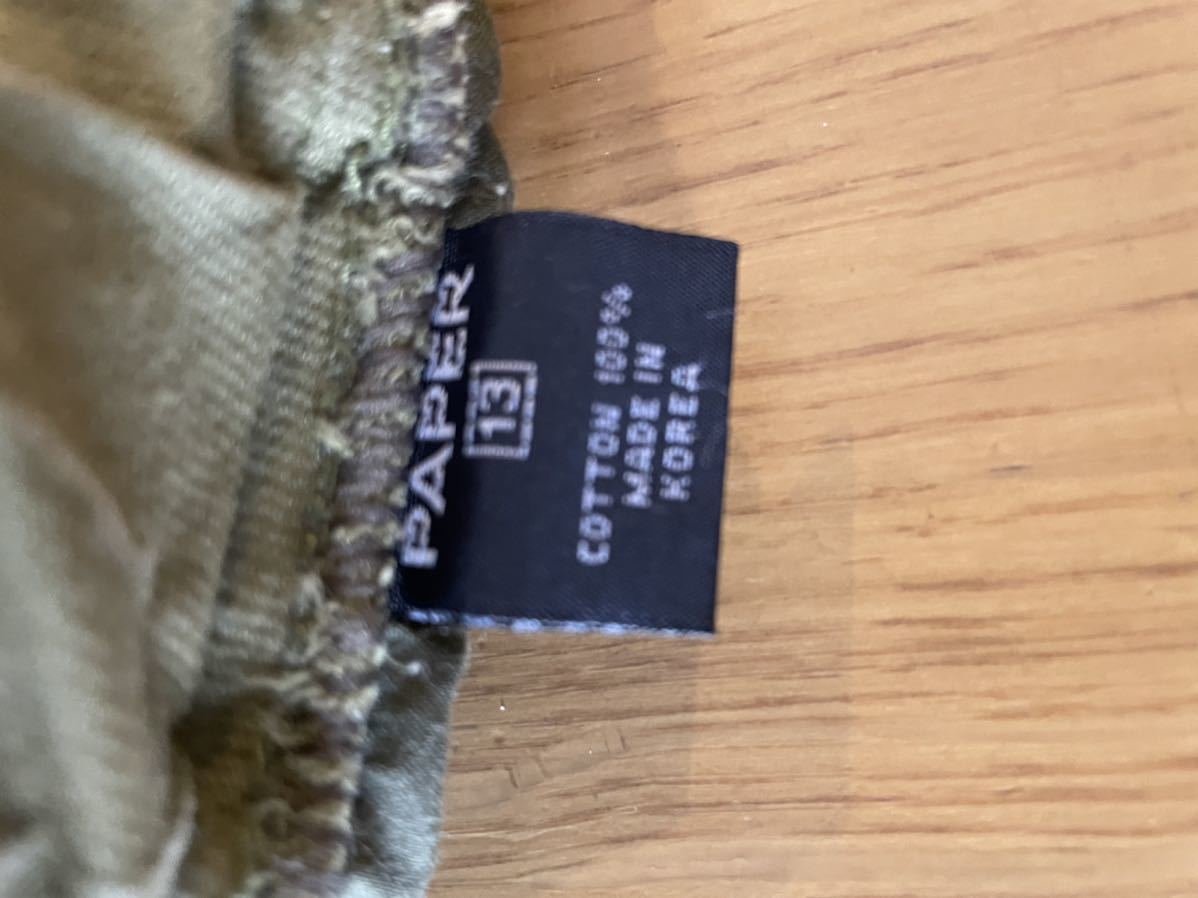 PAPER
13
COTTON 100%
MADE IN
KOREA